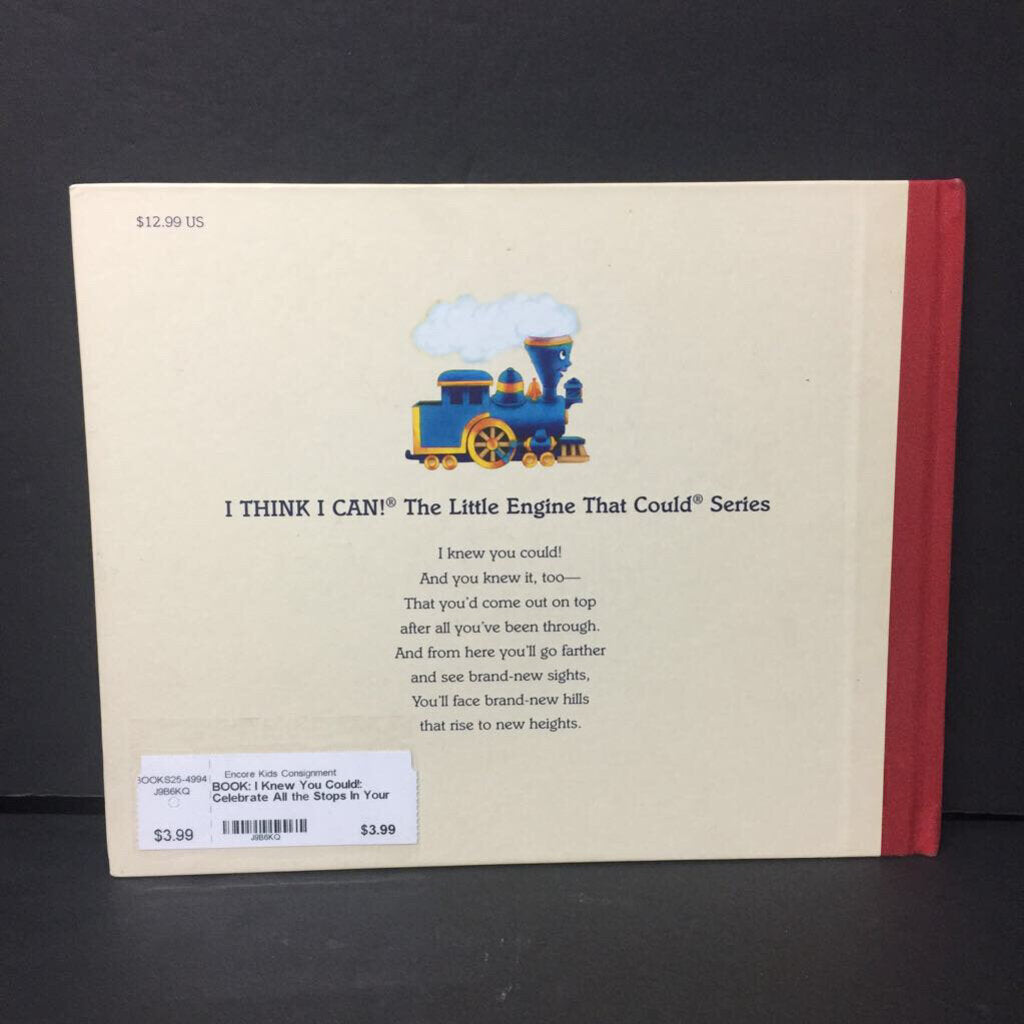 $12.99 US
I THINK I CAN!® The Little Engine That Could® Series
I knew you could!
And you knew it, too—
That you'd come out on top
after all you've been through.
And from here you'll go farther
and see brand-new sights,
You'll face brand-new hills
that rise to new heights.
BOOKS25-4994
J9B6KQ
$3.99
Encore Kids Consignment
BOOK: I Knew You Could!:
Celebrate All the Stops In Your
J9B6KQ
$3.99